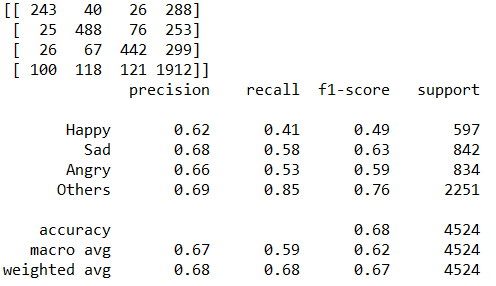 [[ 243 40 26 288]
[ 25 488 76 253]
[ 26 67 442 299]
[ 100 118 121 1912]]
precision recall f1-score support
Happy 0.62 0.41 0.49 597
Sad 0.68 0.58 0.63 842
Angry 0.66 0.53 0.59 834
Others 0.69 0.85 0.76 2251
accuracy 0.68 4524
macro avg 0.67 0.59 0.62 4524
weighted avg 0.68 0.68 0.67 4524